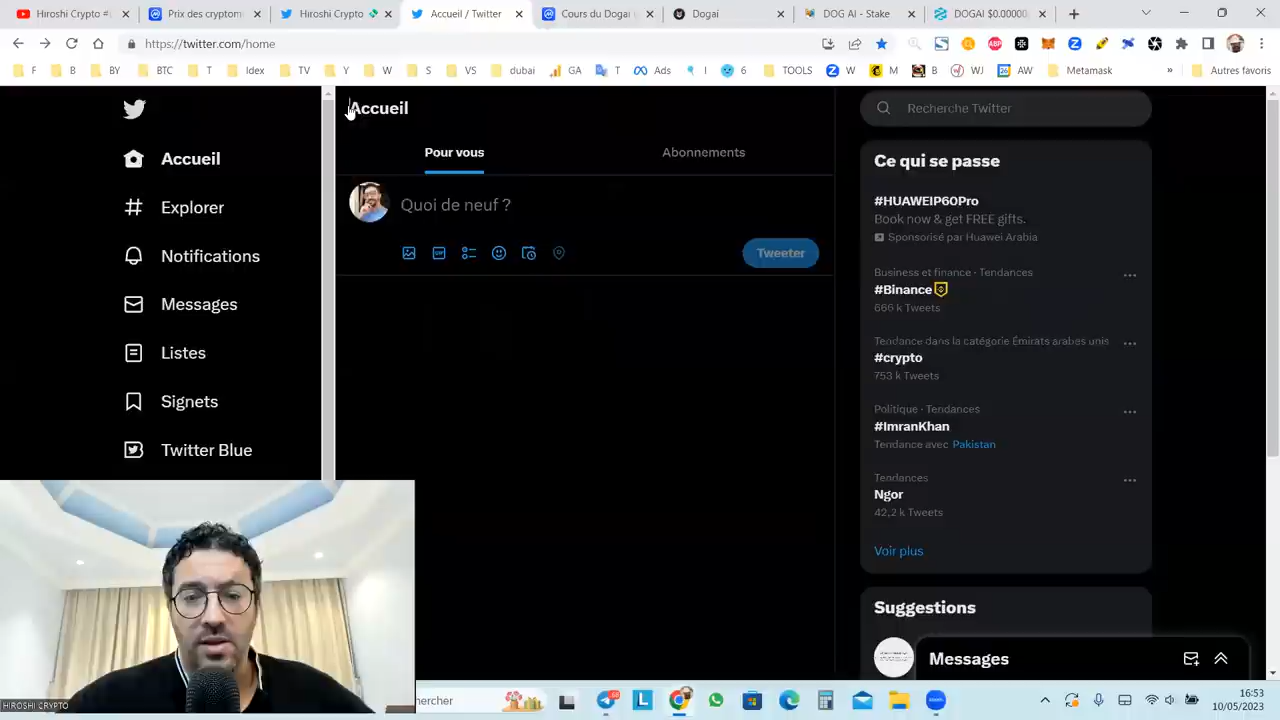 Hiroshi Crypto #
Prix des cryptom
Hiroshi Crypto
Accueil / Twitter
Cours du Dogai
Dogai
DOG AI - Stake
DOGAI $0.00000
https://twitter.com/home
F
B
BY
BTC
T
Idex
TV
Y
W
S
VS
dubai
GA
T
Ads
I
6
TOOLS
W
M
B
WJ
AW
Metamask
»
Autres favoris
Accueil
Recherche Twitter
Accueil
Explorer
Notifications
Messages
Listes
Signets
Twitter Blue
Pour vous
Abonnements
Quoi de neuf ?
Tweeter
Ce qui se passe
#HUAWEIP60Pro
Book now & get FREE gifts.
Sponsorisé par Huawei Arabia
Business et finance · Tendances
#Binance
666 k Tweets
Tendance dans la catégorie Émirats arabes unis
#crypto
753 k Tweets
Politique · Tendances
#ImranKhan
Tendance avec Pakistan
Tendances
Ngor
42,2 k Tweets
Voir plus
Suggestions
Messages
HIROSHI CRYPTO
ercher
16:53
10/05/2023